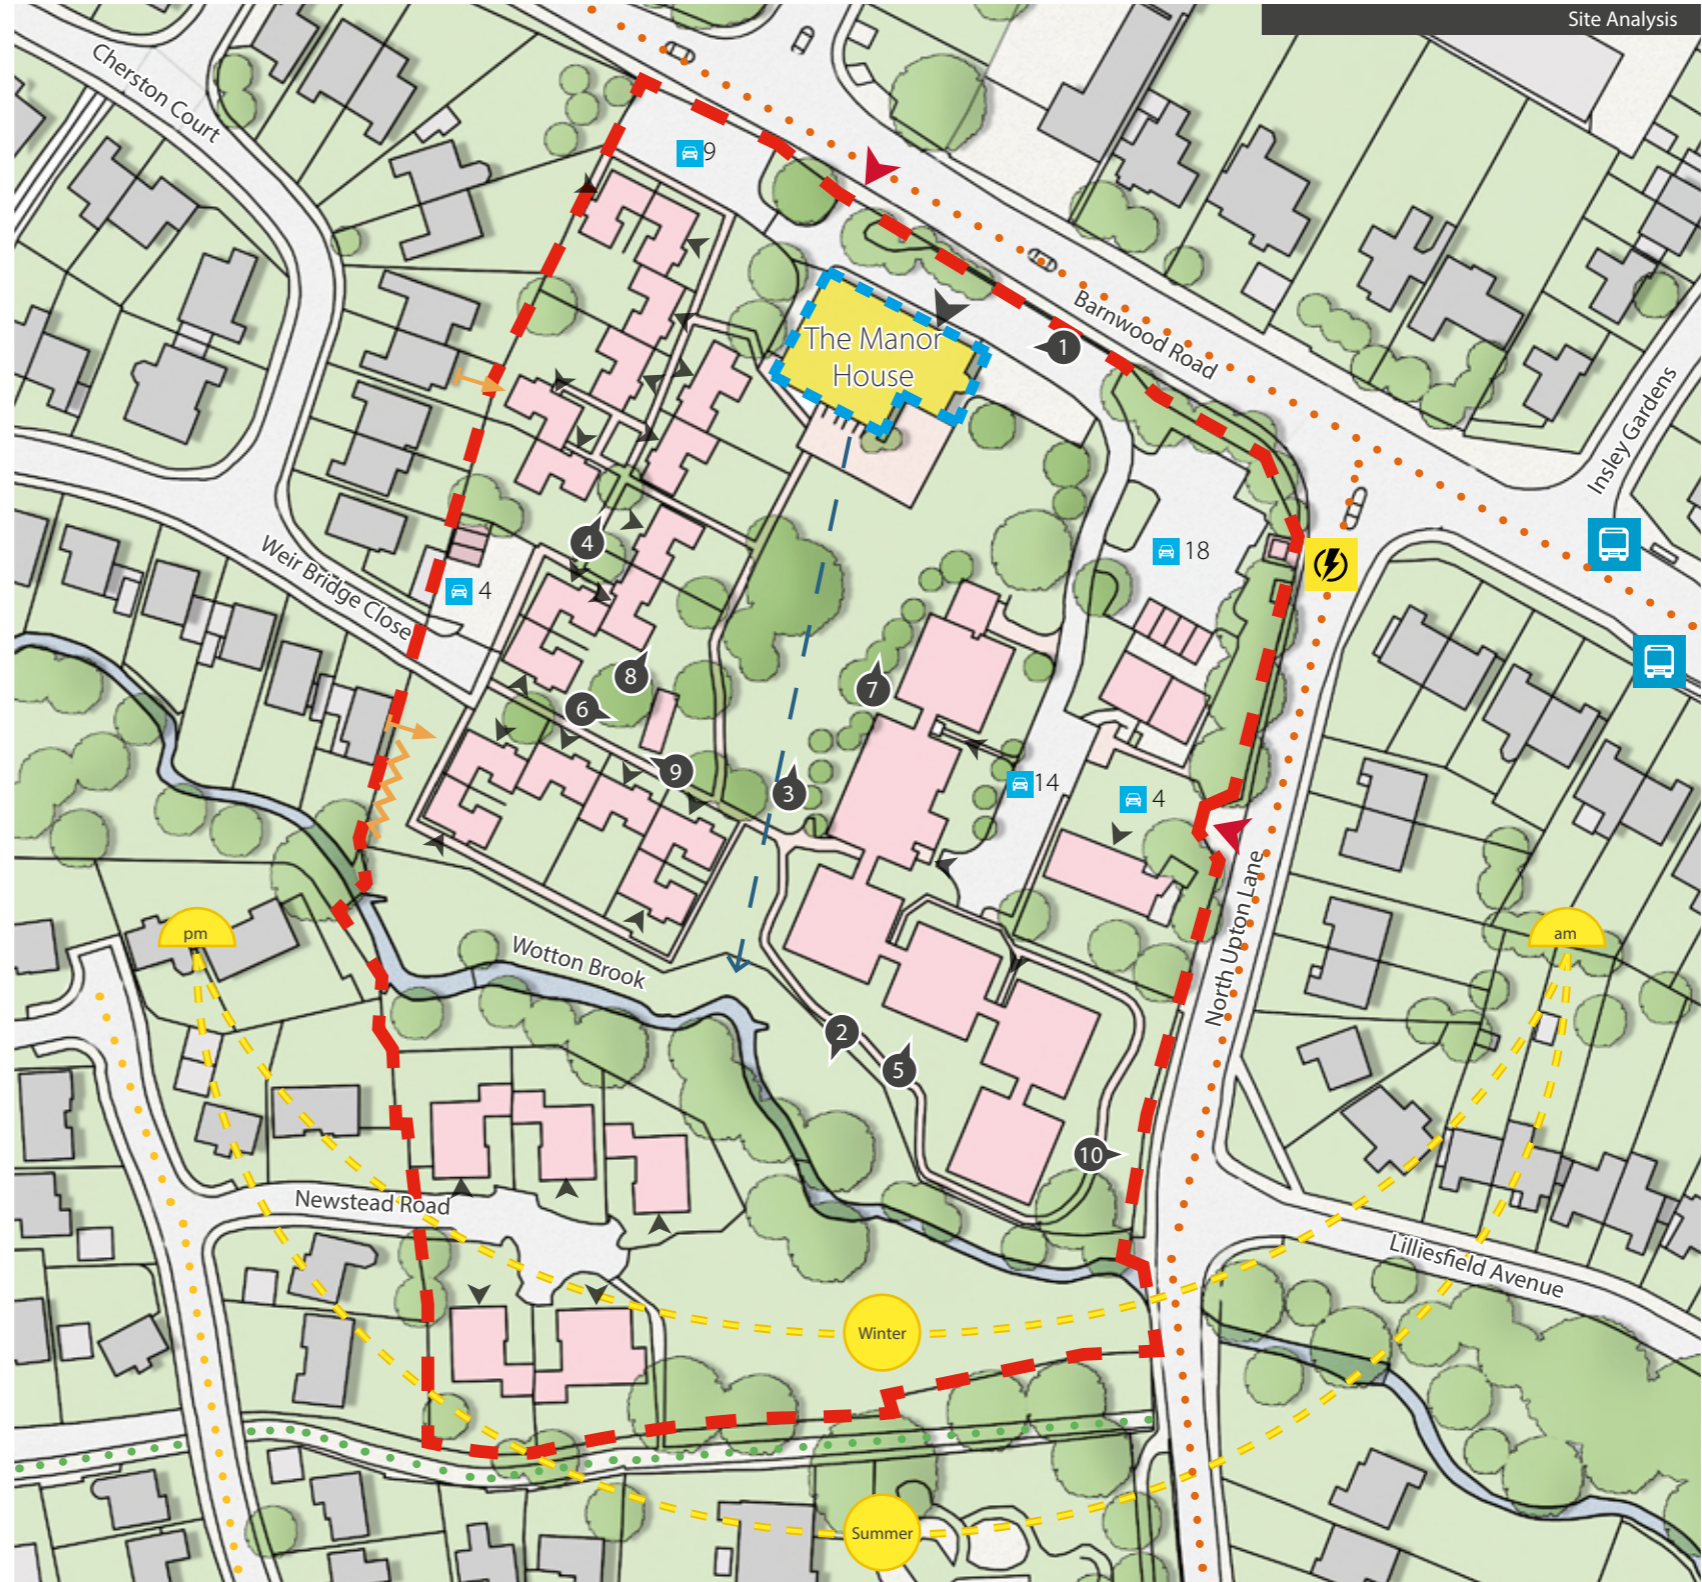 Site Analysis
Cherston Court
9
Barnwood Road
1
The Manor
House
Insley Gardens
4
18
Weir Bridge Close
4
8
7
6
9
3
14
4
North Upton Lane
pm
am
Wotton Brook
2
5
10
Newstead Road
Lilliesfield Avenue
Winter
Summer